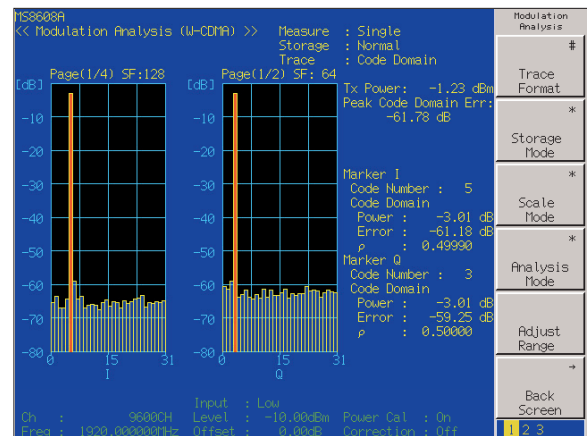 MS8608A
<< Modulation Analysis (W-CDMA) >> Measure : Single
Storage : Normal
Trace : Code Domain
Page(1/4) SF:128 Page(1/2) SF: 64
[dB] [dB]
-10 -10
-20 -20
-30 -30
-40 -40
-50 -50
-60 -60
-70 -70
-80 -80
0 15 31 0 15 31
I Q
Tx Power: -1.23 dBm
Peak Code Domain Err:
-61.78 dB
Marker I
Code Number : 5
Code Domain
Power : -3.01 dB
Error : -61.18 dB
ρ : 0.49990
Marker Q
Code Number : 3
Code Domain
Power : -3.01 dB
Error : -59.25 dB
ρ : 0.50000
Input : Low
Ch : 9600CH Level : -10.00dBm Power Cal : On
Freq : 1920.000000MHz Offset : 0.00dB Correction : Off
Modulation
Analysis
#
Trace
Format
*
Storage
Mode
*
Scale
Mode
*
Analysis
Mode
Adjust
Range
→
Back
Screen
1 2 3